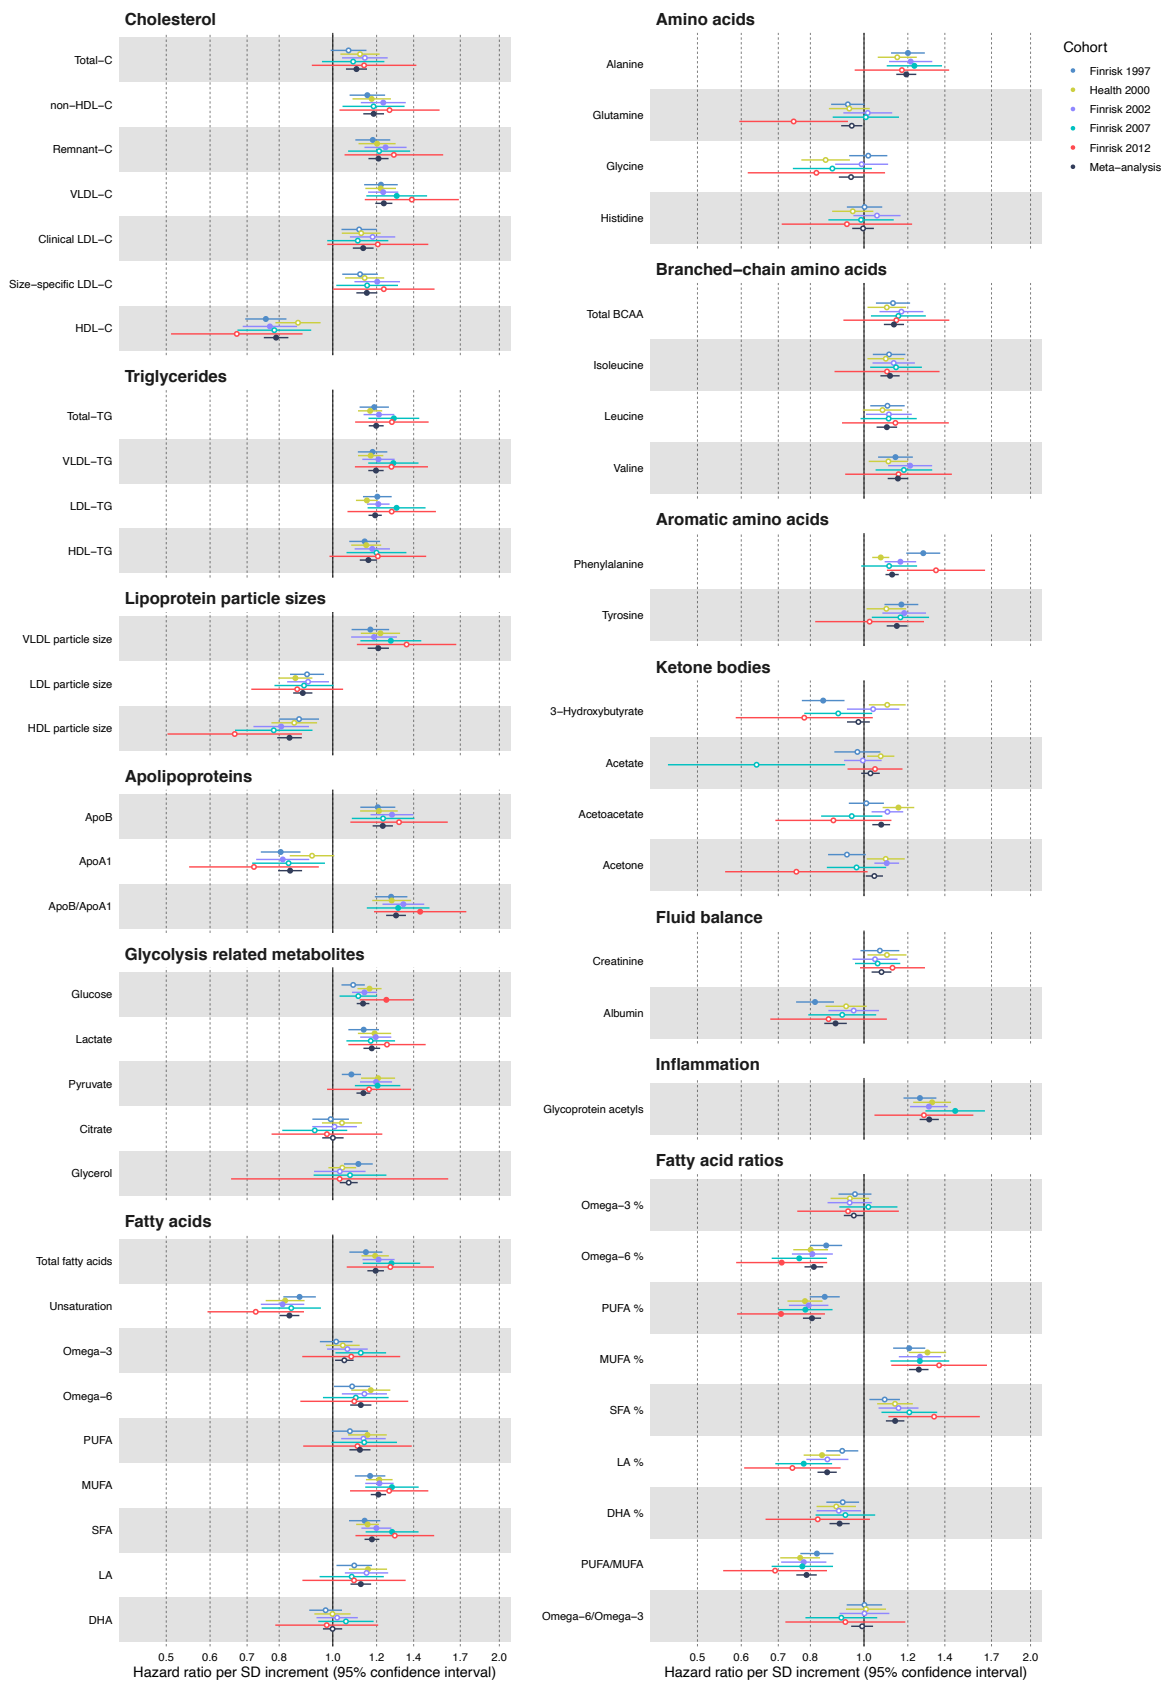 Cholesterol
Total−C
non−HDL−C
Remnant−C
VLDL−C
Clinical LDL−C
Size−specific LDL−C
HDL−C
Triglycerides
Total−TG
VLDL−TG
LDL−TG
HDL−TG
Lipoprotein particle sizes
VLDL particle size
LDL particle size
HDL particle size
Apolipoproteins
ApoB
ApoA1
ApoB/ApoA1
Glycolysis related metabolites
Glucose
Lactate
Pyruvate
Citrate
Glycerol
Fatty acids
Total fatty acids
Unsaturation
Omega−3
Omega−6
PUFA
MUFA
SFA
LA
DHA
0.5 0.6 0.7 0.8 1.0 1.2 1.4 1.7 2.0
Hazard ratio per SD increment (95% confidence interval)
Amino acids
Alanine
Glutamine
Glycine
Histidine
Branched−chain amino acids
Total BCAA
Isoleucine
Leucine
Valine
Aromatic amino acids
Phenylalanine
Tyrosine
Ketone bodies
3−Hydroxybutyrate
Acetate
Acetoacetate
Acetone
Fluid balance
Creatinine
Albumin
Inflammation
Glycoprotein acetyls
Fatty acid ratios
Omega−3 %
Omega−6 %
PUFA %
MUFA %
SFA %
LA %
DHA %
PUFA/MUFA
Omega−6/Omega−3
0.5 0.6 0.7 0.8 1.0 1.2 1.4 1.7 2.0
Hazard ratio per SD increment (95% confidence interval)
Cohort
Finrisk 1997
Health 2000
Finrisk 2002
Finrisk 2007
Finrisk 2012
Meta−analysis